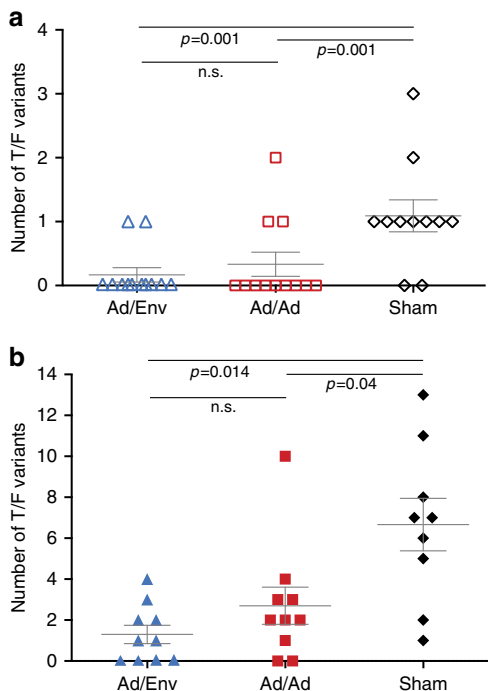 a
4
3
2
1
0
Number of T/F variants
p=0.001
p=0.001
n.s.
Ad/Env
Ad/Ad
Sham
b
14
12
10
8
6
4
2
0
Number of T/F variants
p=0.014
p=0.04
n.s.
Ad/Env
Ad/Ad
Sham